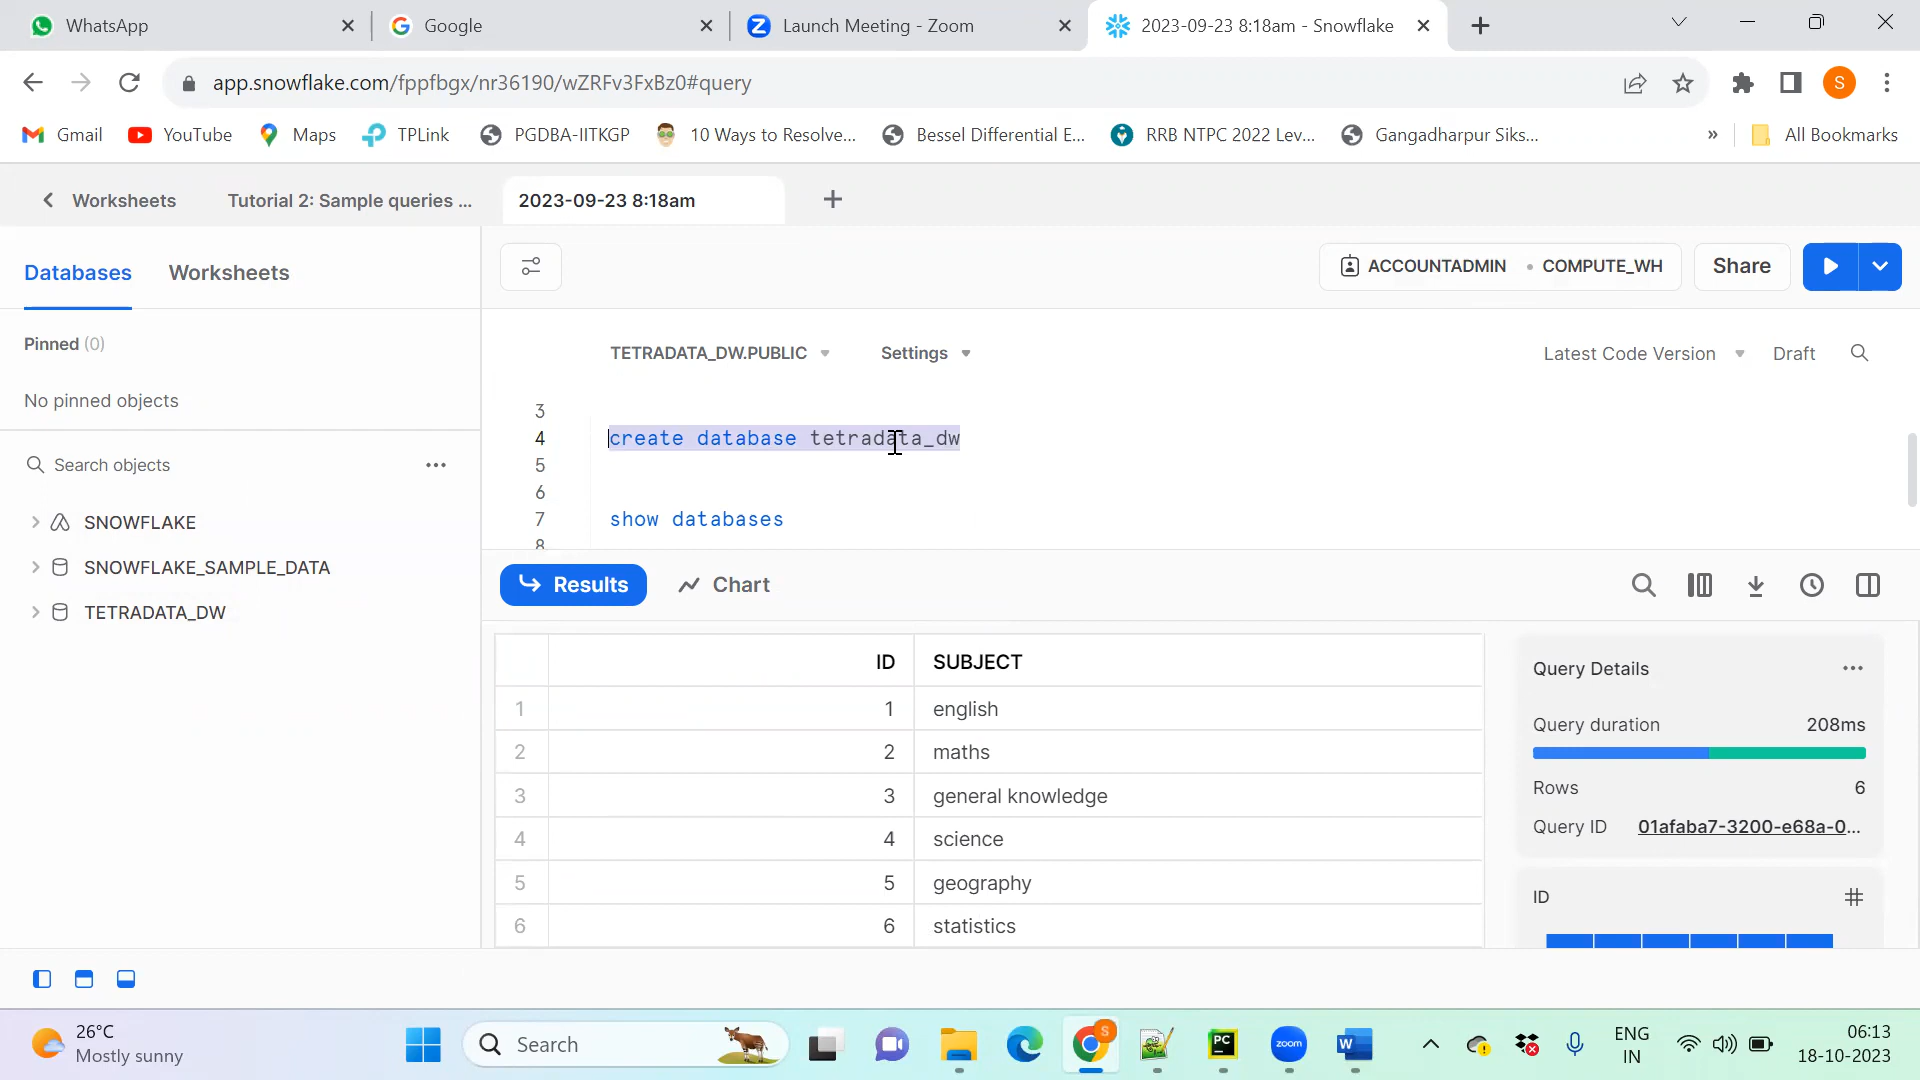 WhatsApp
Google
Launch Meeting - Zoom
2023-09-23 8:18am - Snowflake
app.snowflake.com/fppfbgx/nr36190/wZRFv3FxBz0#query
S
Gmail
YouTube
Maps
TPLink
PGDBA-IITKGP
10 Ways to Resolve...
Bessel Differential E...
RRB NTPC 2022 Lev...
Gangadharpur Siks...
»
All Bookmarks
Worksheets
Tutorial 2: Sample queries ...
2023-09-23 8:18am
Databases
Worksheets
ACCOUNTADMIN • COMPUTE_WH
Share
Pinned (0)
No pinned objects
TETRADATA_DW.PUBLIC
Settings
Latest Code Version
Draft
Search objects
SNOWFLAKE
SNOWFLAKE_SAMPLE_DATA
TETRADATA_DW
3
4 create database tetradata_dw
5
6
7 show databases
8
Results
Chart
ID SUBJECT
1 1 english
2 2 maths
3 3 general knowledge
4 4 science
5 5 geography
6 6 statistics
Query Details
Query duration 208ms
Rows 6
Query ID 01afaba7-3200-e68a-0...
ID
26°C
Mostly sunny
Search
S
PC
zoom
W
ENG
IN
06:13
18-10-2023